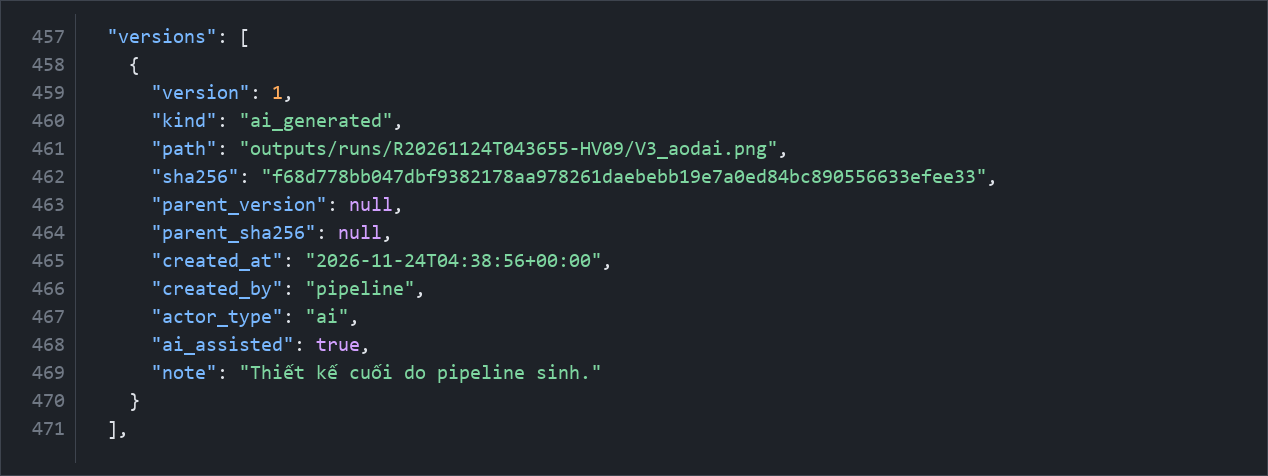 457 "versions": [
458 {
459 "version": 1,
460 "kind": "ai_generated",
461 "path": "outputs/runs/R20261124T043655-HV09/V3_aodai.png",
462 "sha256": "f68d778bb047dbf9382178aa978261daebebb19e7a0ed84bc890556633efee33",
463 "parent_version": null,
464 "parent_sha256": null,
465 "created_at": "2026-11-24T04:38:56+00:00",
466 "created_by": "pipeline",
467 "actor_type": "ai",
468 "ai_assisted": true,
469 "note": "Thiết kế cuối do pipeline sinh."
470 }
471 ],